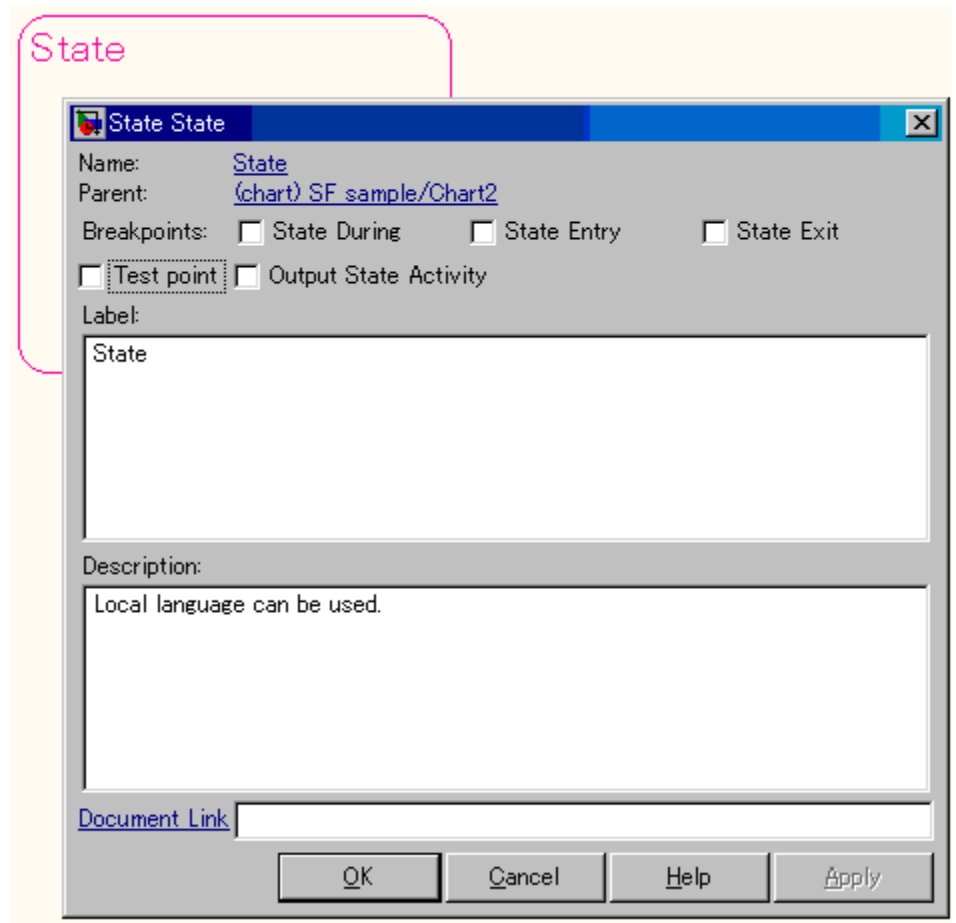 State
State State
Name: State
Parent: (chart) SF sample/Chart2
Breakpoints: State During State Entry State Exit
Test point Output State Activity
Label:
State
Description:
Local language can be used.
Document Link
OK Cancel Help Apply